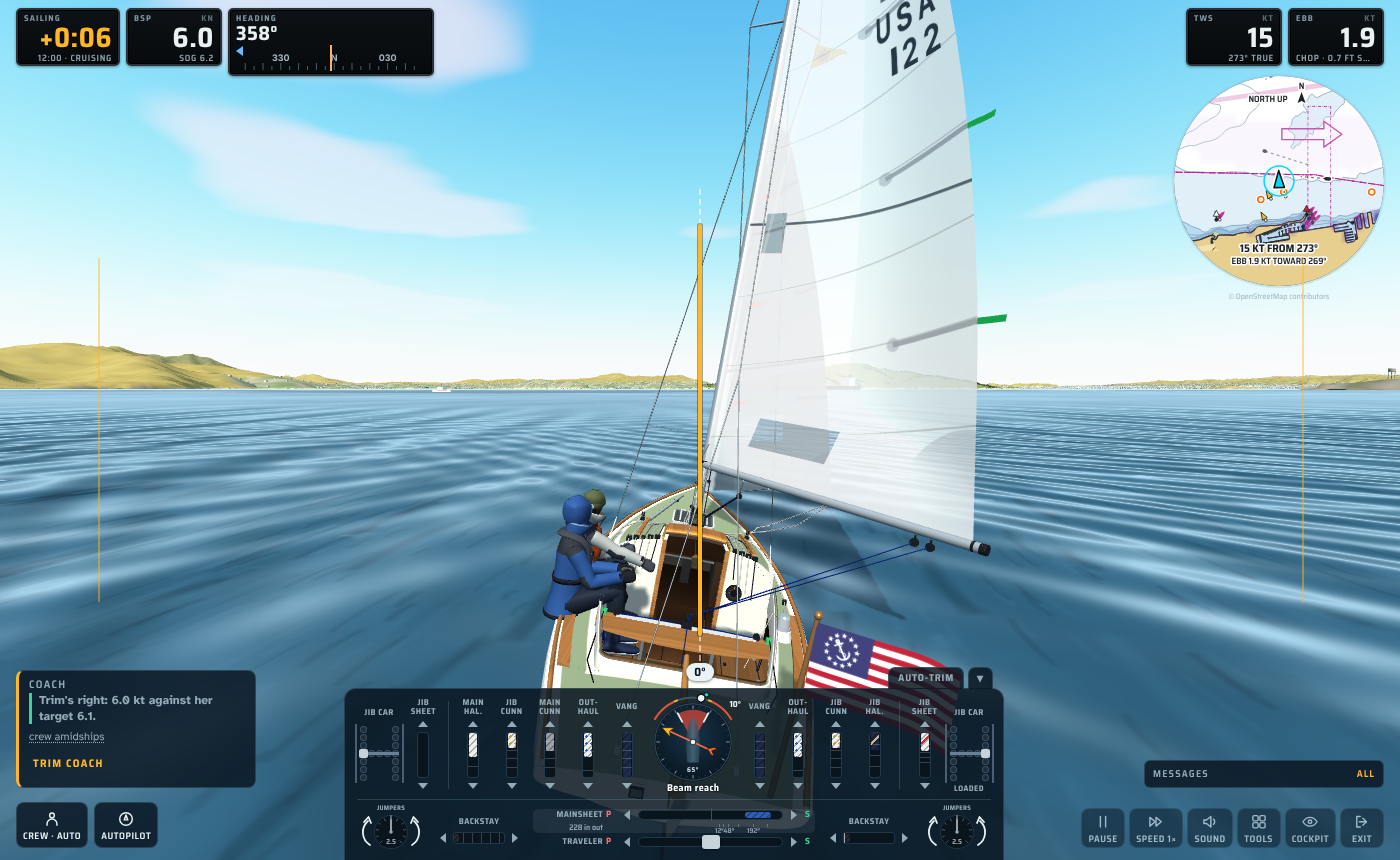 SAILING
+0:06
12:00 · CRUISING
BSP KN
6.0
SOG 6.2
HEADING
358°
330 N 030
TWS KT
15
273° TRUE
EBB KT
1.9
CHOP · 0.7 FT S...
USA
122
N
NORTH UP
15 KT FROM 273°
EBB 1.9 KT TOWARD 269°
© OpenStreetMap contributors
COACH
Trim's right: 6.0 kt against her
target 6.1.
crew amidships
TRIM COACH
CREW · AUTO
AUTOPILOT
0°
AUTO-TRIM
▼
JIB CAR
JIB SHEET
MAIN HAL.
JIB CUNN
MAIN CUNN
OUT-HAUL
VANG
10°
65°
Beam reach
VANG
OUT-HAUL
JIB CUNN
JIB HAL.
JIB SHEET
JIB CAR
LOADED
JUMPERS
2.5
BACKSTAY
MAINSHEET P S
228 in out
12°48" 192"
TRAVELER P S
BACKSTAY
JUMPERS
2.5
MESSAGES ALL
PAUSE
SPEED 1×
SOUND
TOOLS
COCKPIT
EXIT